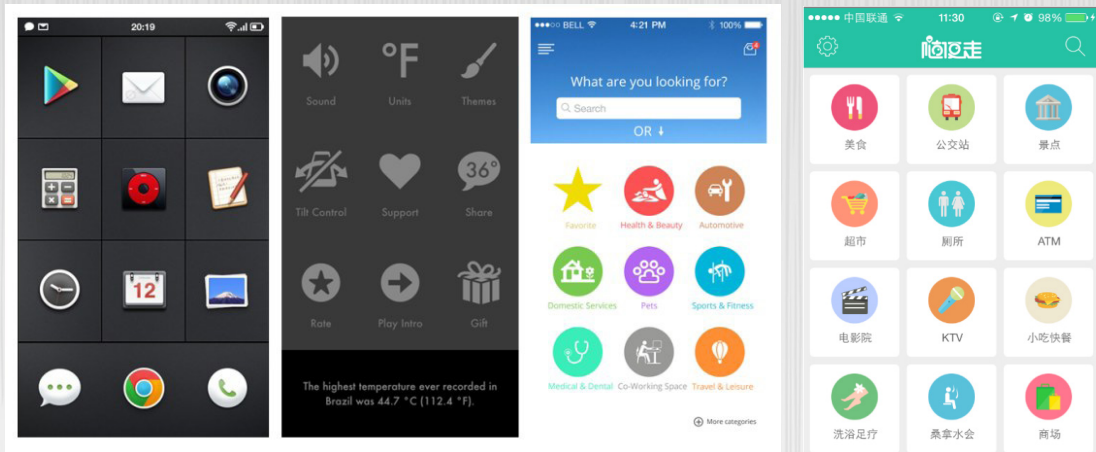 20:19
12
Sound
°F
Units
Themes
Tilt Control
Support
36°
Share
Rate
Play Intro
Gift
The highest temperature ever recorded in
Brazil was 44.7 °C (112.4 °F).
BELL
4:21 PM
100%
4
What are you looking for?
Search
OR ↓
Favorite
Health & Beauty
Automotive
Domestic Services
Pets
Sports & Fitness
Medical & Dental
Co-Working Space
Travel & Leisure
More categories
中国联通
11:30
98%
随便走
美食
公交站
景点
超市
厕所
ATM
电影院
KTV
小吃快餐
洗浴足疗
桑拿水会
商场